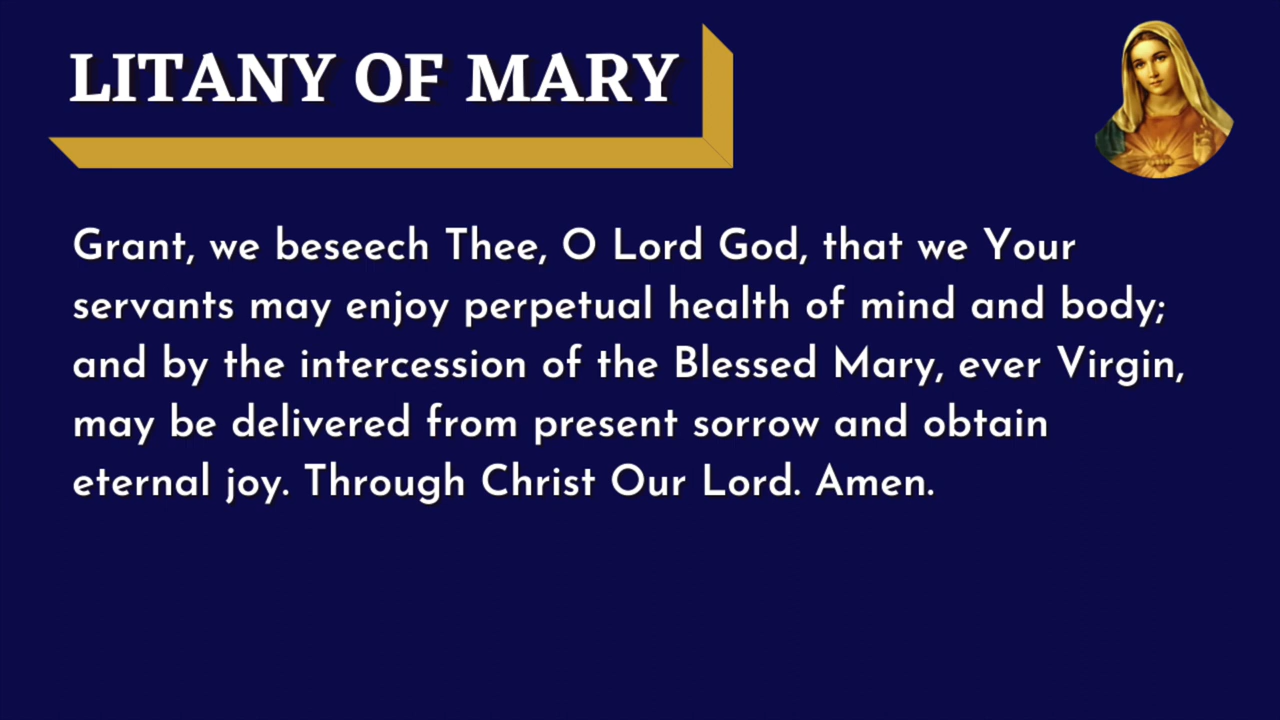 LITANY OF MARY
Grant, we beseech Thee, O Lord God, that we Your
servants may enjoy perpetual health of mind and body;
and by the intercession of the Blessed Mary, ever Virgin,
may be delivered from present sorrow and obtain
eternal joy. Through Christ Our Lord. Amen.